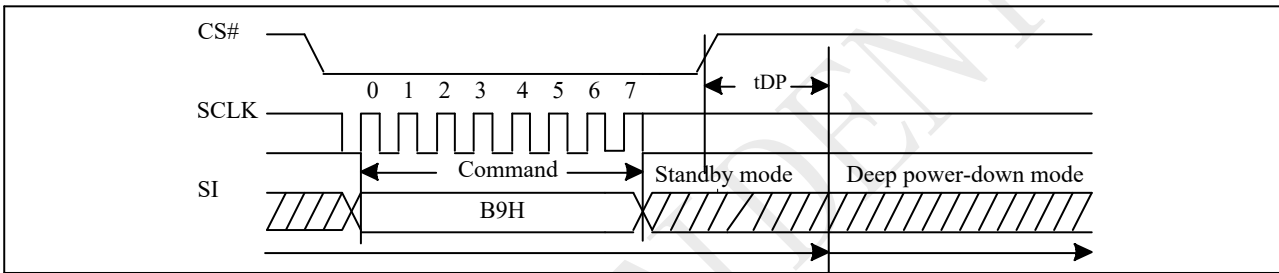 CS#
tDP
0 1 2 3 4 5 6 7
SCLK
Command
Standby mode
Deep power-down mode
SI
B9H